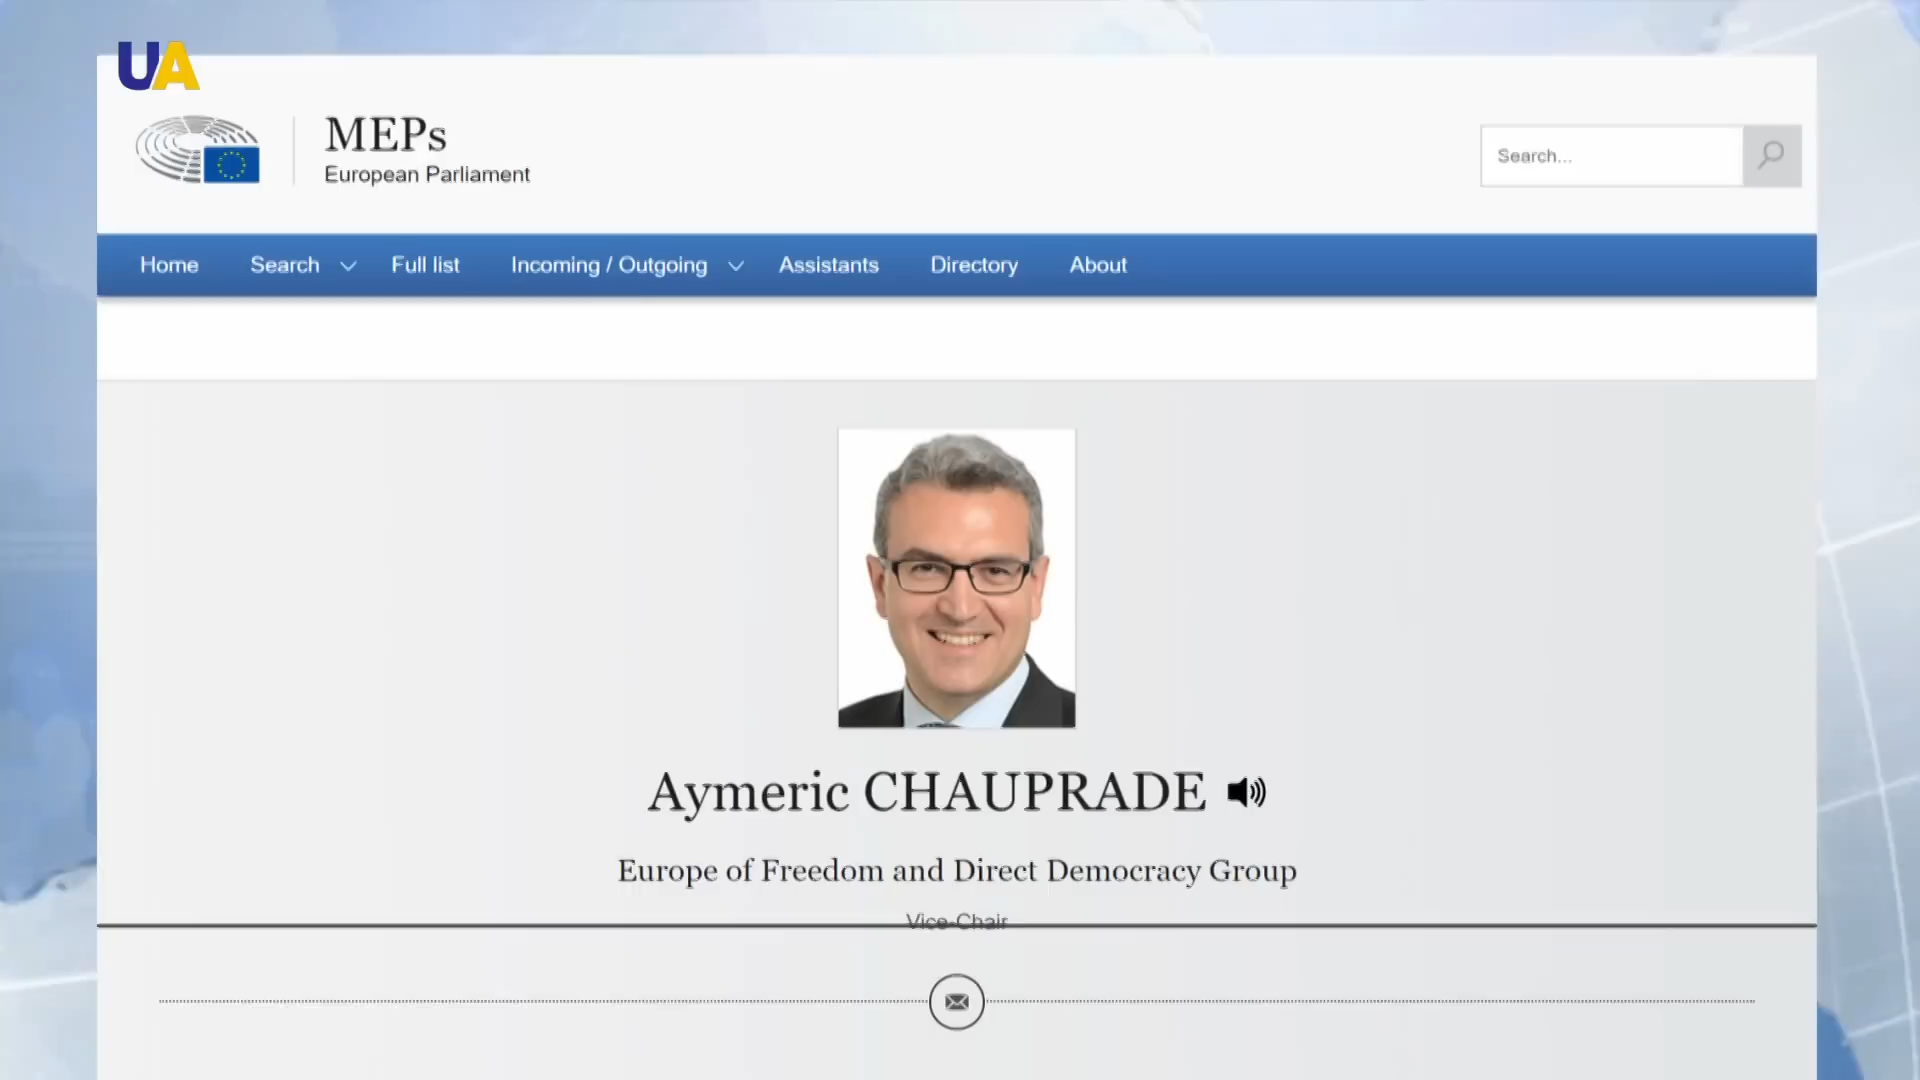 UA
MEPs
European Parliament
Search...
Home Search Full list Incoming / Outgoing Assistants Directory About
Aymeric CHAUPRADE
Europe of Freedom and Direct Democracy Group
Vice-Chair